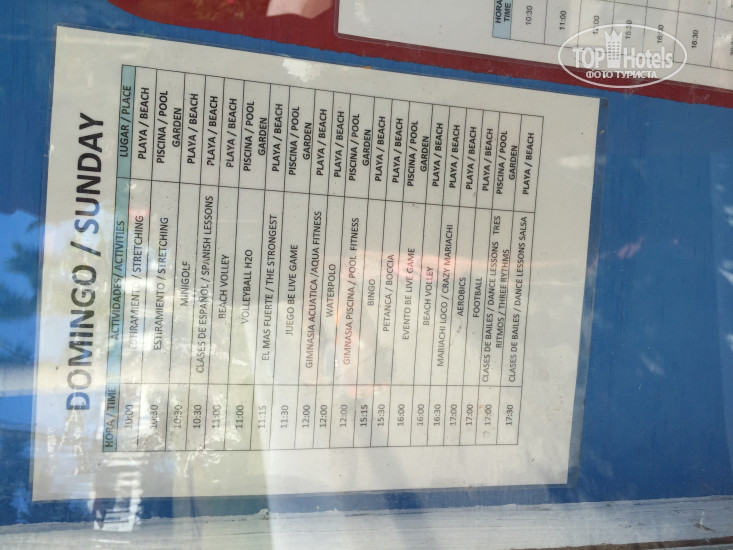 DOMINGO / SUNDAY
HORA / TIME ACTIVIDADES/ ACTIVITIES LUGAR / PLACE
10:00 ESTIRAMIENTO / STRETCHING PLAYA / BEACH
10:30 ESTIRAMIENTO / STRETCHING PISCINA / POOL
GARDEN
10:30 MINIGOLF PLAYA / BEACH
10:30 CLASES DE ESPAÑOL / SPANISH LESSONS PLAYA / BEACH
11:00 BEACH VOLLEY PLAYA / BEACH
11:00 VOLLEYBALL H2O PISCINA / POOL
GARDEN
11:15 EL MAS FUERTE / THE STRONGEST PLAYA / BEACH
11:30 JUEGO BE LIVE GAME PISCINA / POOL
GARDEN
12:00 GIMNASIA ACUATICA /AQUA FITNESS PLAYA / BEACH
12:00 WATERPOLO PLAYA / BEACH
12:00 GIMNASIA PISCINA / POOL FITNESS PISCINA / POOL
GARDEN
15:15 BINGO PLAYA / BEACH
15:30 PETANCA / BOCCIA PLAYA / BEACH
16:00 EVENTO BE LIVE GAME PISCINA / POOL
GARDEN
16:00 BEACH VOLLEY PLAYA / BEACH
16:30 MARIACHI LOCO / CRAZY MARIACHI PLAYA / BEACH
17:00 AEROBICS PLAYA / BEACH
17:00 FOOTBALL PLAYA / BEACH
17:00 CLASES DE BAILES / DANCE LESSONS TRES PISCINA / POOL
RITMOS / THREE RYTHMS GARDEN
17:30 CLASES DE BAILES / DANCE LESSONS SALSA PLAYA / BEACH
HORA /
TIME
10:30
11:00
12:00
16:30
TOP Hotels
ФОТО ТУРИСТА